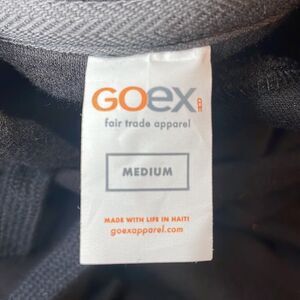 GOex
fair trade apparel
MEDIUM
MADE WITH LIFE IN HAITI
goexapparel.com